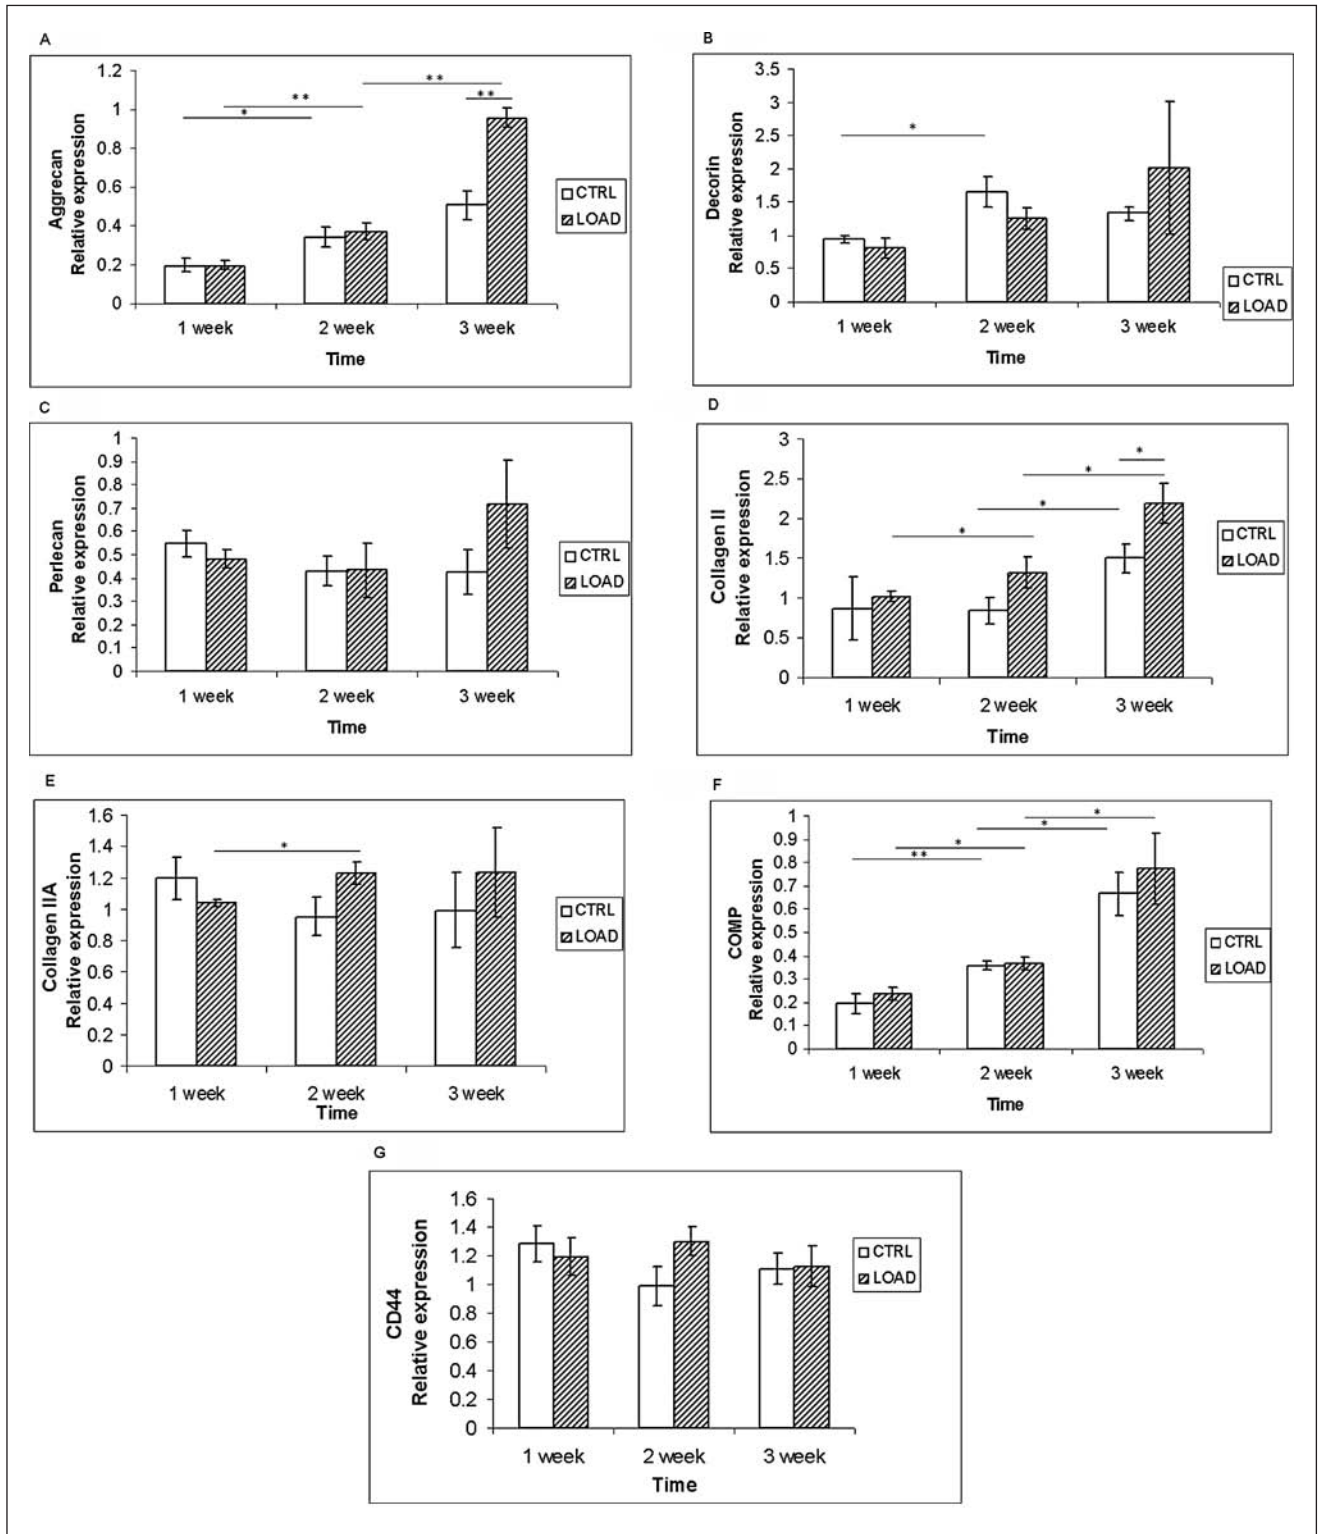 A
Aggrecan
Relative expression
1.2
1
0.8
0.6
0.4
0.2
0
**
**
**
*
CTRL
LOAD
1 week 2 week 3 week
Time
B
Decorin
Relative expression
3.5
3
2.5
2
1.5
1
0.5
0
*
CTRL
LOAD
1 week 2 week 3 week
Time
C
Perlecan
Relative expression
1
0.9
0.8
0.7
0.6
0.5
0.4
0.3
0.2
0.1
0
CTRL
LOAD
1 week 2 week 3 week
Time
D
Collagen II
Relative expression
3
2.5
2
1.5
1
0.5
0
*
*
*
*
CTRL
LOAD
1 week 2 week 3 week
Time
E
Collagen IIA
Relative expression
1.6
1.4
1.2
1
0.8
0.6
0.4
0.2
0
*
CTRL
LOAD
1 week 2 week 3 week
Time
F
COMP
Relative expression
1
0.9
0.8
0.7
0.6
0.5
0.4
0.3
0.2
0.1
0
*
*
*
**
CTRL
LOAD
1 week 2 week 3 week
Time
G
CD44
Relative expression
1.6
1.4
1.2
1
0.8
0.6
0.4
0.2
0
CTRL
LOAD
1 week 2 week 3 week
Time